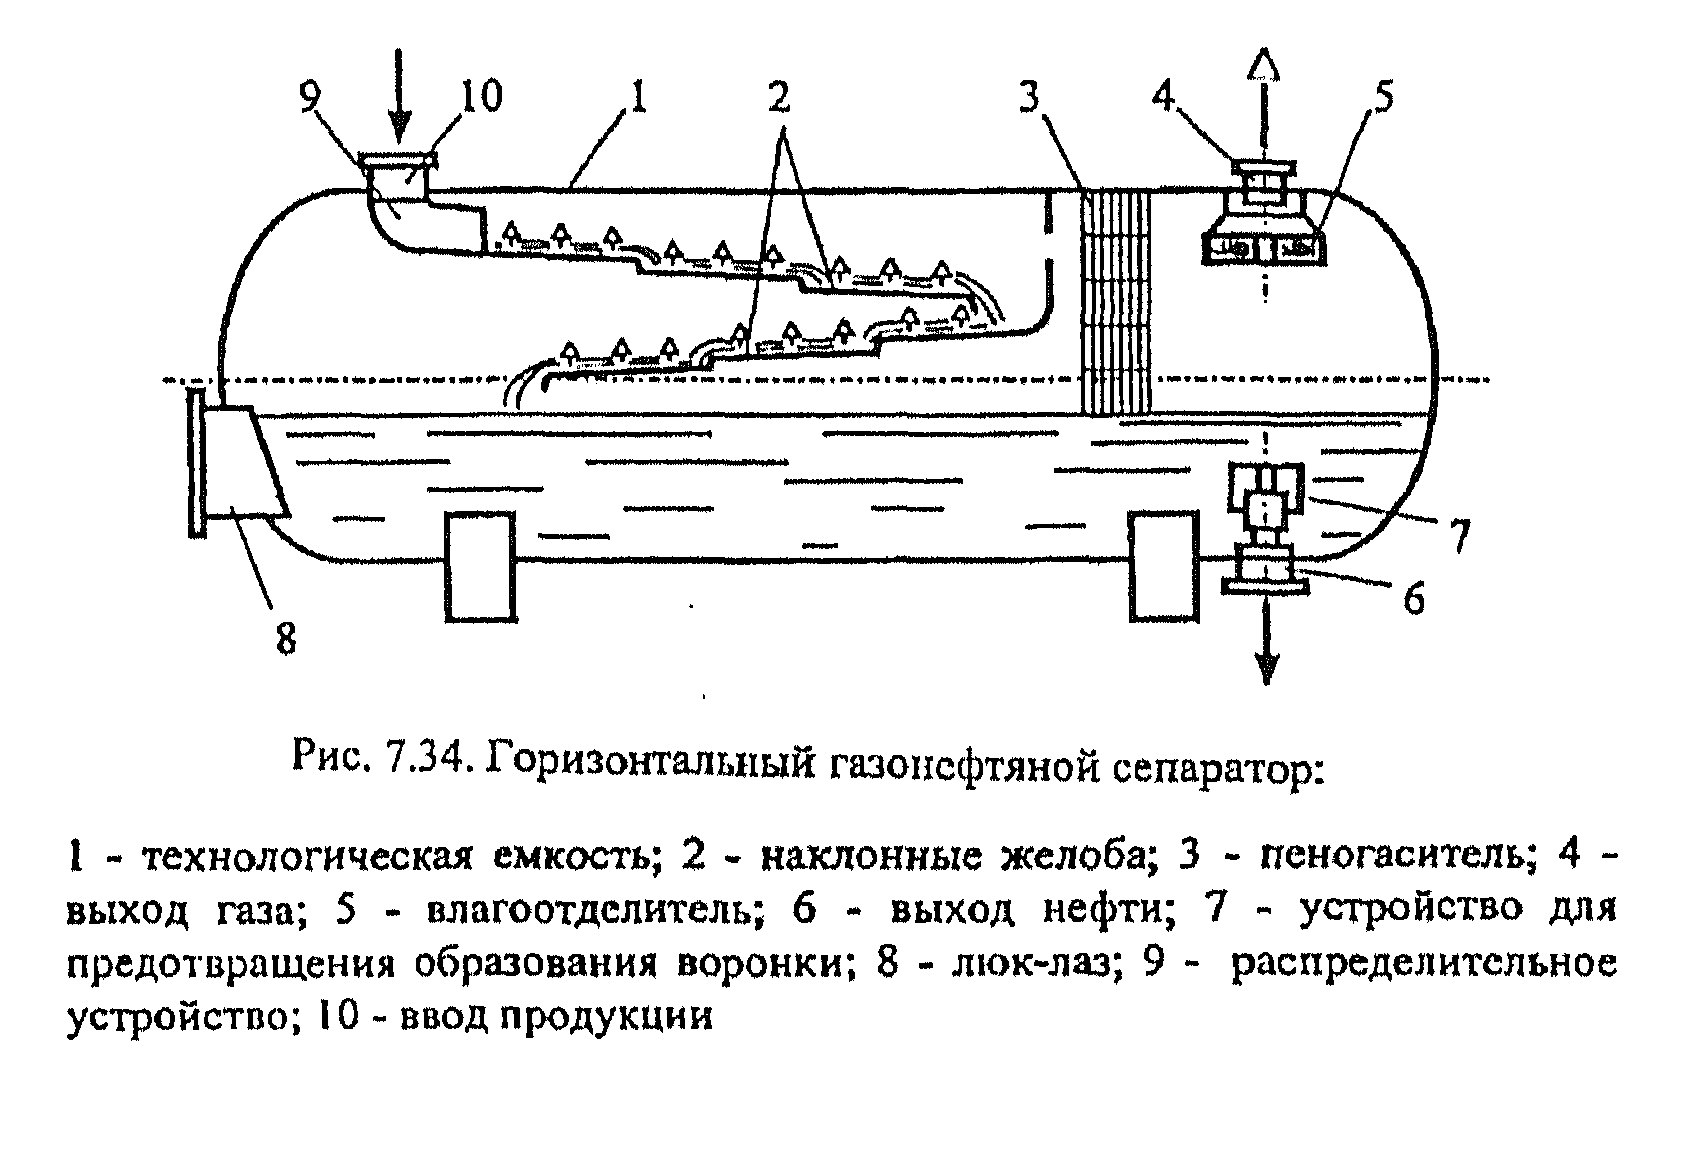 9 10 1 2 3 4 5
7
6
8
Рис. 7.34. Горизонтальный газонефтяной сепаратор:
1 - технологическая емкость; 2 - наклонные желоба; 3 - пеногаситель; 4 -
выход газа; 5 - влагоотделитель; 6 - выход нефти; 7 - устройство для
предотвращения образования воронки; 8 - люк-лаз; 9 - распределительное
устройство; 10 - ввод продукции